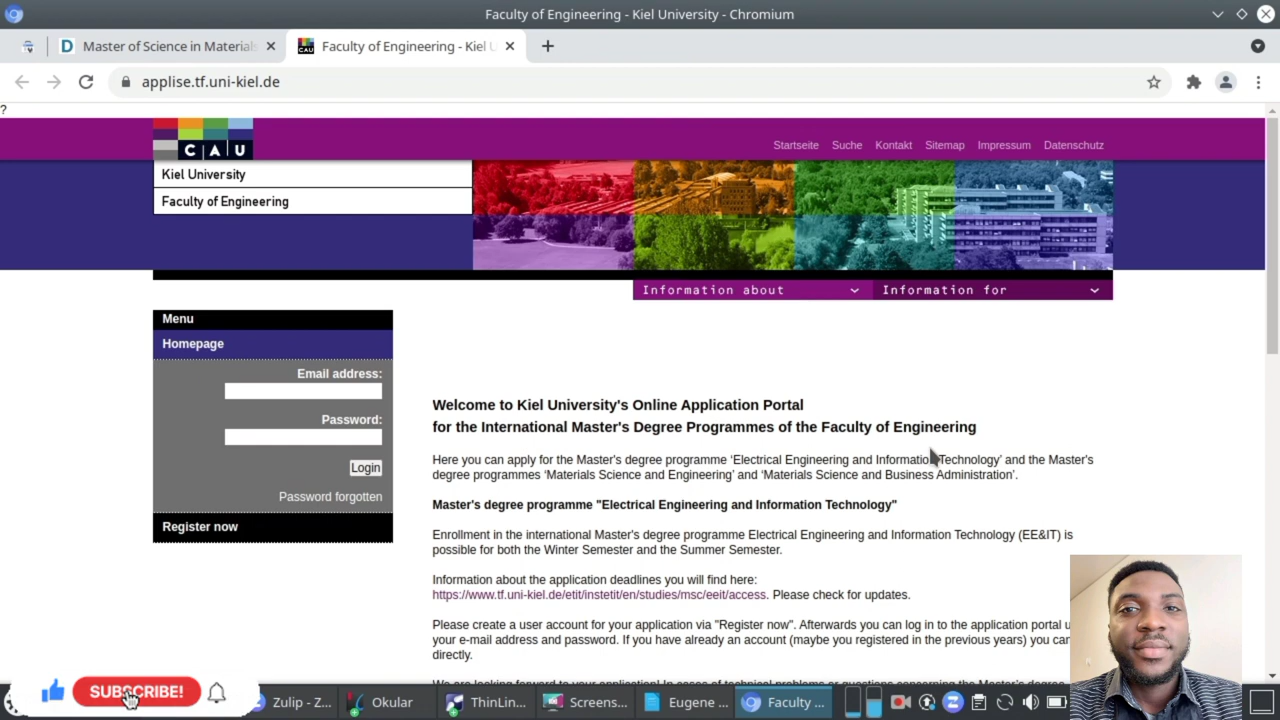 Faculty of Engineering - Kiel University - Chromium
Master of Science in Material
Faculty of Engineering - Kiel U
applise.tf.uni-kiel.de
?
CAU
Startseite Suche Kontakt Sitemap Impressum Datenschutz
Kiel University
Faculty of Engineering
Information about
Information for
Menu
Homepage
Email address:
Password:
Login
Password forgotten
Register now
Welcome to Kiel University's Online Application Portal
for the International Master's Degree Programmes of the Faculty of Engineering
Here you can apply for the Master's degree programme ‘Electrical Engineering and Information Technology’ and the Master's
degree programmes ‘Materials Science and Engineering’ and ‘Materials Science and Business Administration’.
Master's degree programme "Electrical Engineering and Information Technology"
Enrollment in the international Master's degree programme Electrical Engineering and Information Technology (EE&IT) is
possible for both the Winter Semester and the Summer Semester.
Information about the application deadlines you will find here:
https://www.tf.uni-kiel.de/etit/instetit/en/studies/msc/eeit/access. Please check for updates.
Please create a user account for your application via "Register now". Afterwards you can log in to the application portal u
your e-mail address and password. If you have already an account (maybe you registered in the previous years) you can
directly.
SUBSCRIBE!
Zulip - Z...
Okular
ThinLin...
Screens...
Eugene ...
Faculty ...